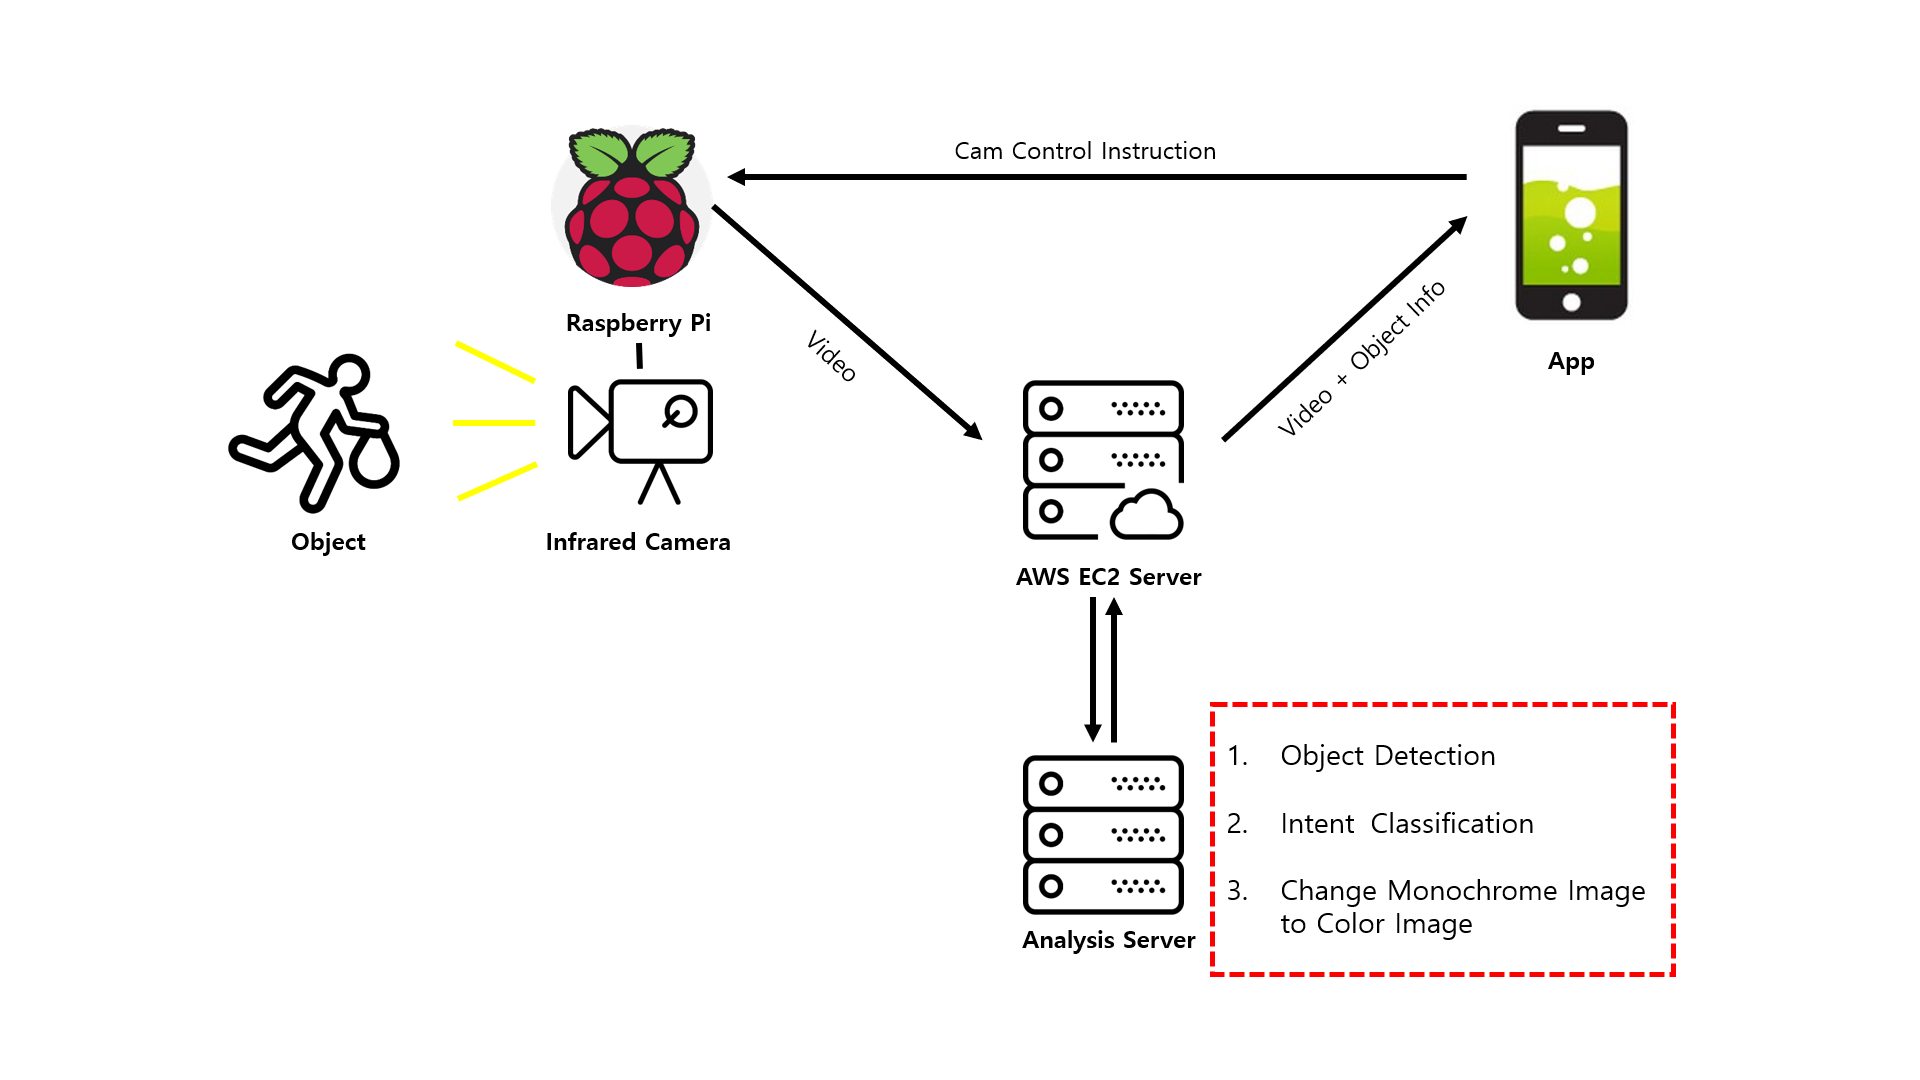 Cam Control Instruction
Raspberry Pi
Video
Video + Object Info
App
Object
Infrared Camera
AWS EC2 Server
1. Object Detection
2. Intent Classification
3. Change Monochrome Image
to Color Image
Analysis Server